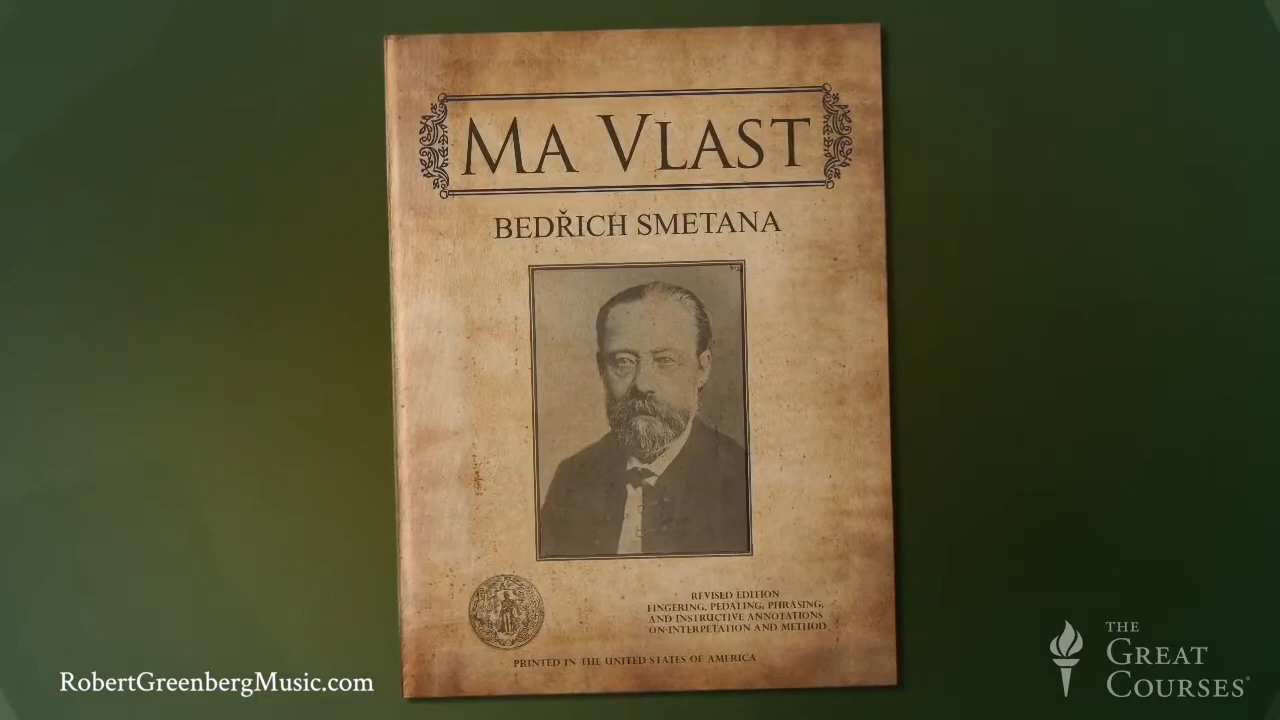 MA VLAST
BEDŘICH SMETANA
REVISED EDITION
FINGERING, PEDALING, PHRASING,
AND INSTRUCTIVE ANNOTATIONS
ON-INTERPETATION AND METHOD
PRINTED IN THE UNITED STATES OF AMERICA
RobertGreenbergMusic.com
THE
GREAT
COURSES®